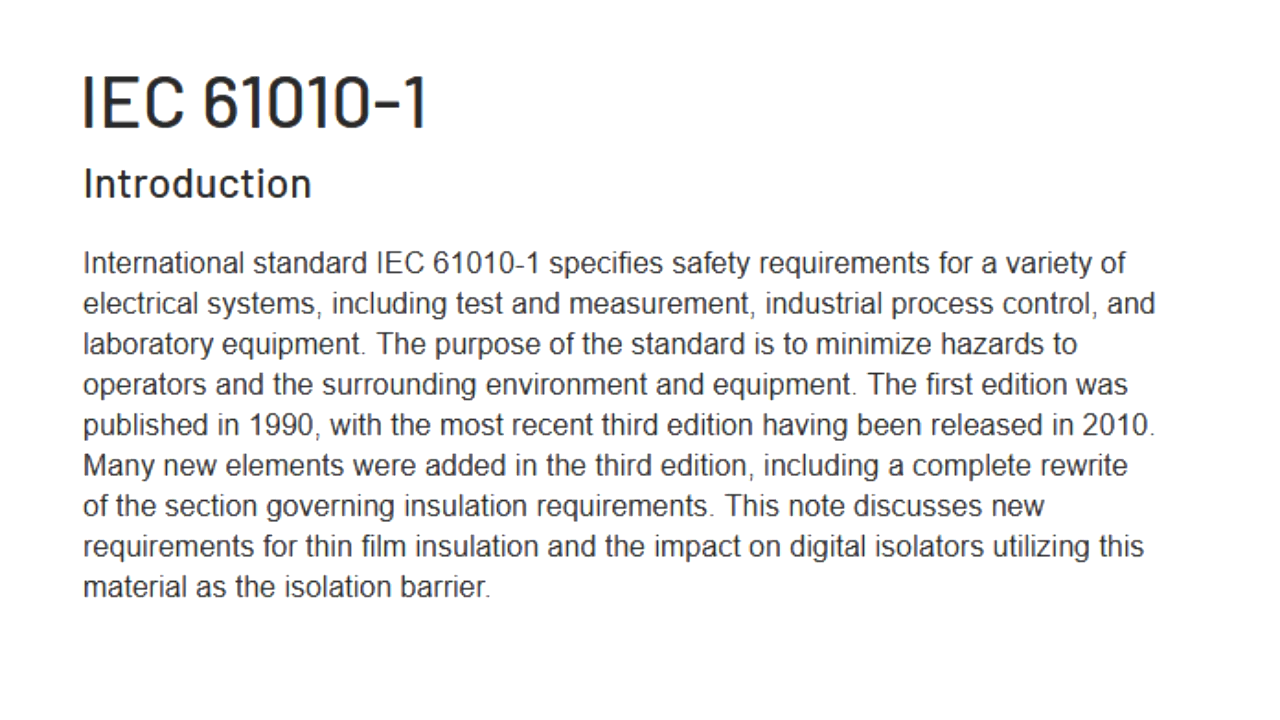 IEC 61010-1
Introduction
International standard IEC 61010-1 specifies safety requirements for a variety of
electrical systems, including test and measurement, industrial process control, and
laboratory equipment. The purpose of the standard is to minimize hazards to
operators and the surrounding environment and equipment. The first edition was
published in 1990, with the most recent third edition having been released in 2010.
Many new elements were added in the third edition, including a complete rewrite
of the section governing insulation requirements. This note discusses new
requirements for thin film insulation and the impact on digital isolators utilizing this
material as the isolation barrier.